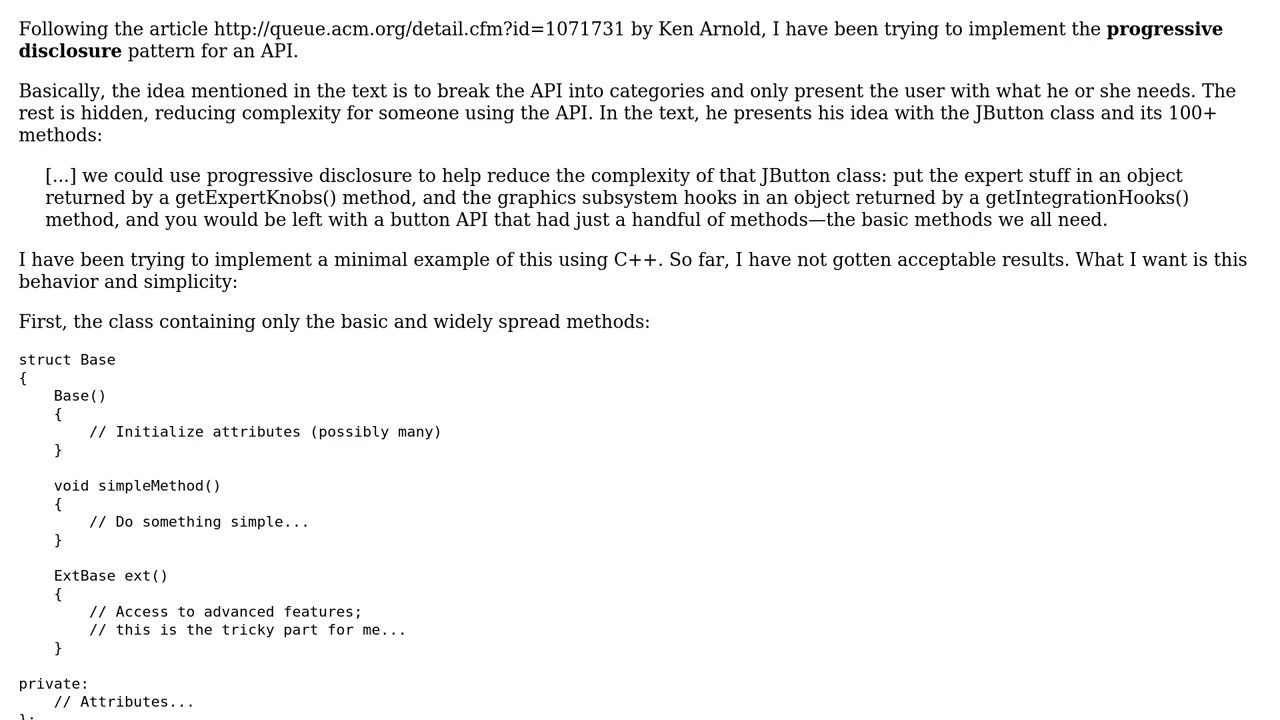 Following the article http://queue.acm.org/detail.cfm?id=1071731 by Ken Arnold, I have been trying to implement the progressive
disclosure pattern for an API.
Basically, the idea mentioned in the text is to break the API into categories and only present the user with what he or she needs. The
rest is hidden, reducing complexity for someone using the API. In the text, he presents his idea with the JButton class and its 100+
methods:
[...] we could use progressive disclosure to help reduce the complexity of that JButton class: put the expert stuff in an object
returned by a getExpertKnobs() method, and the graphics subsystem hooks in an object returned by a getIntegrationHooks()
method, and you would be left with a button API that had just a handful of methods—the basic methods we all need.
I have been trying to implement a minimal example of this using C++. So far, I have not gotten acceptable results. What I want is this
behavior and simplicity:
First, the class containing only the basic and widely spread methods:
struct Base
{
    Base()
    {
        // Initialize attributes (possibly many)
    }
    void simpleMethod()
    {
        // Do something simple...
    }
    ExtBase ext()
    {
        // Access to advanced features;
        // this is the tricky part for me...
    }
private:
    // Attributes...
};